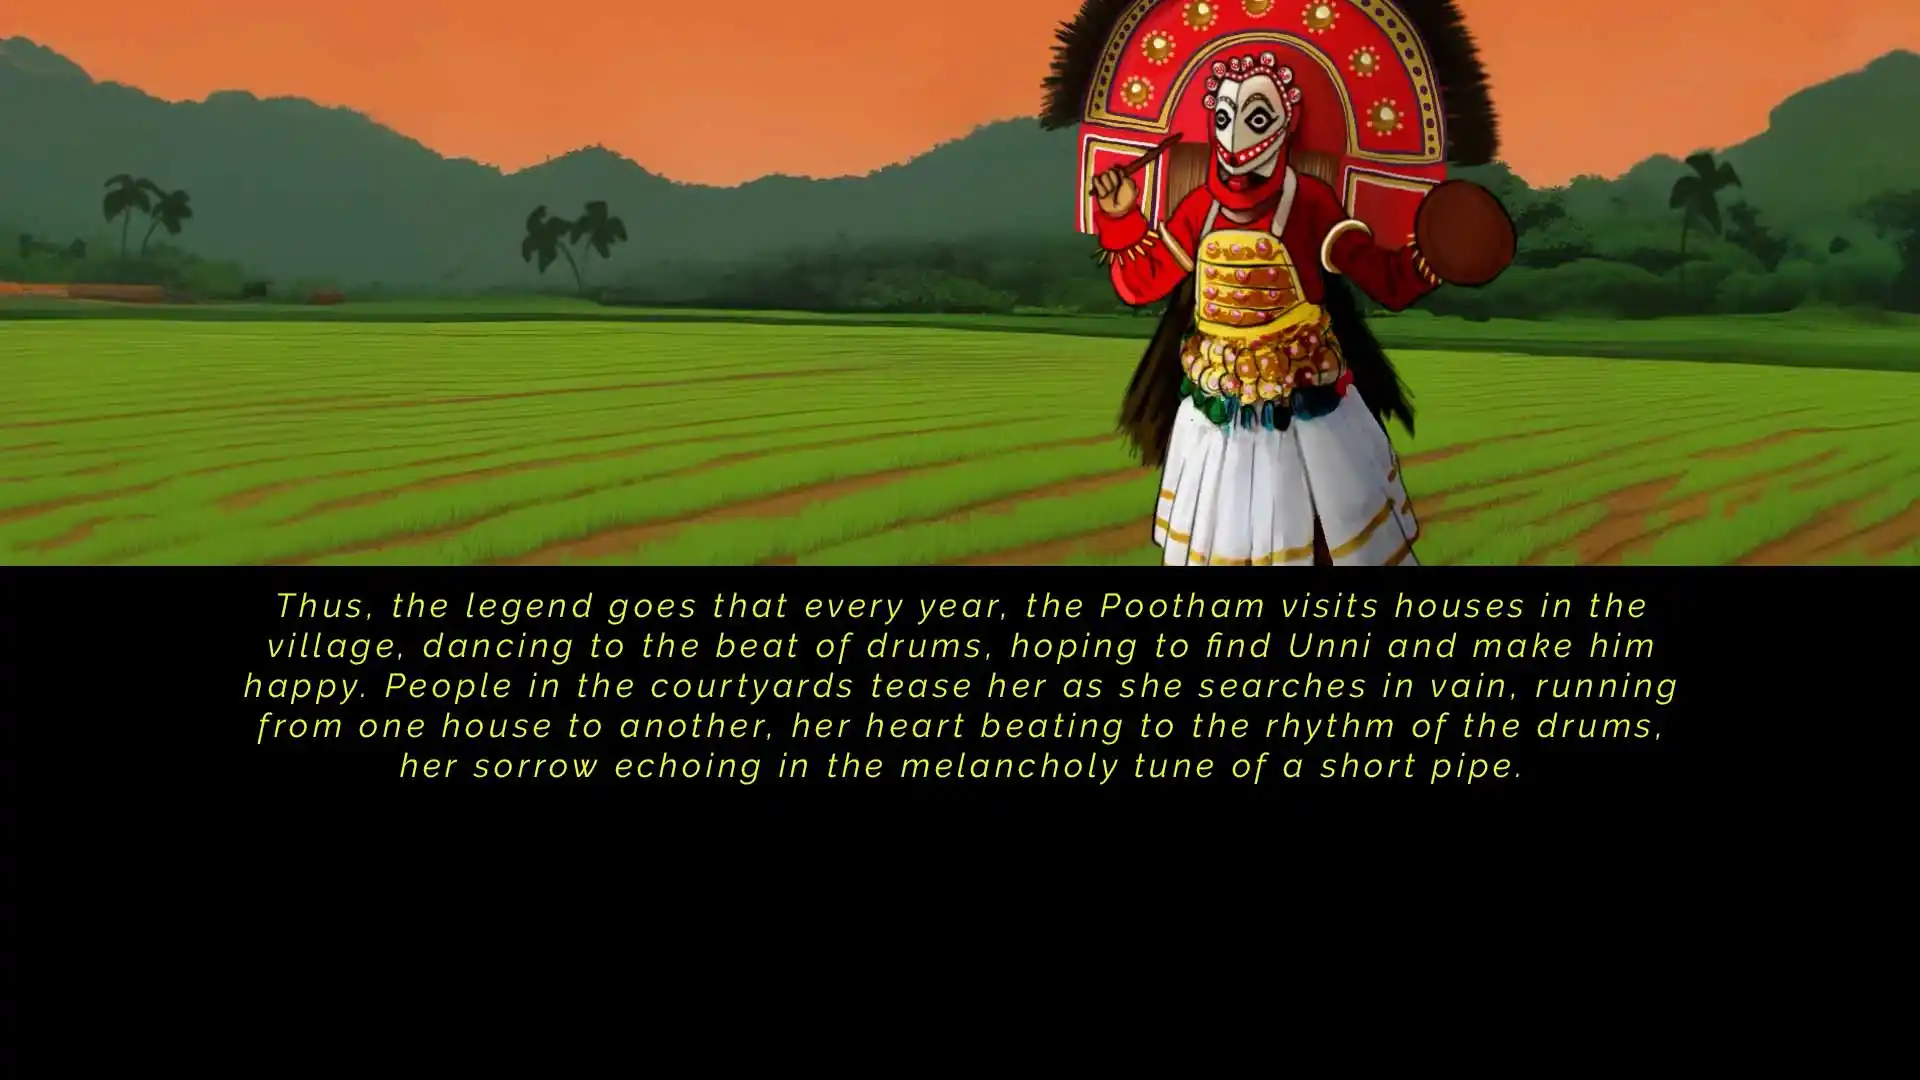 Thus, the legend goes that every year, the Pootham visits houses in the
village, dancing to the beat of drums, hoping to find Unni and make him
happy. People in the courtyards tease her as she searches in vain, running
from one house to another, her heart beating to the rhythm of the drums,
her sorrow echoing in the melancholy tune of a short pipe.